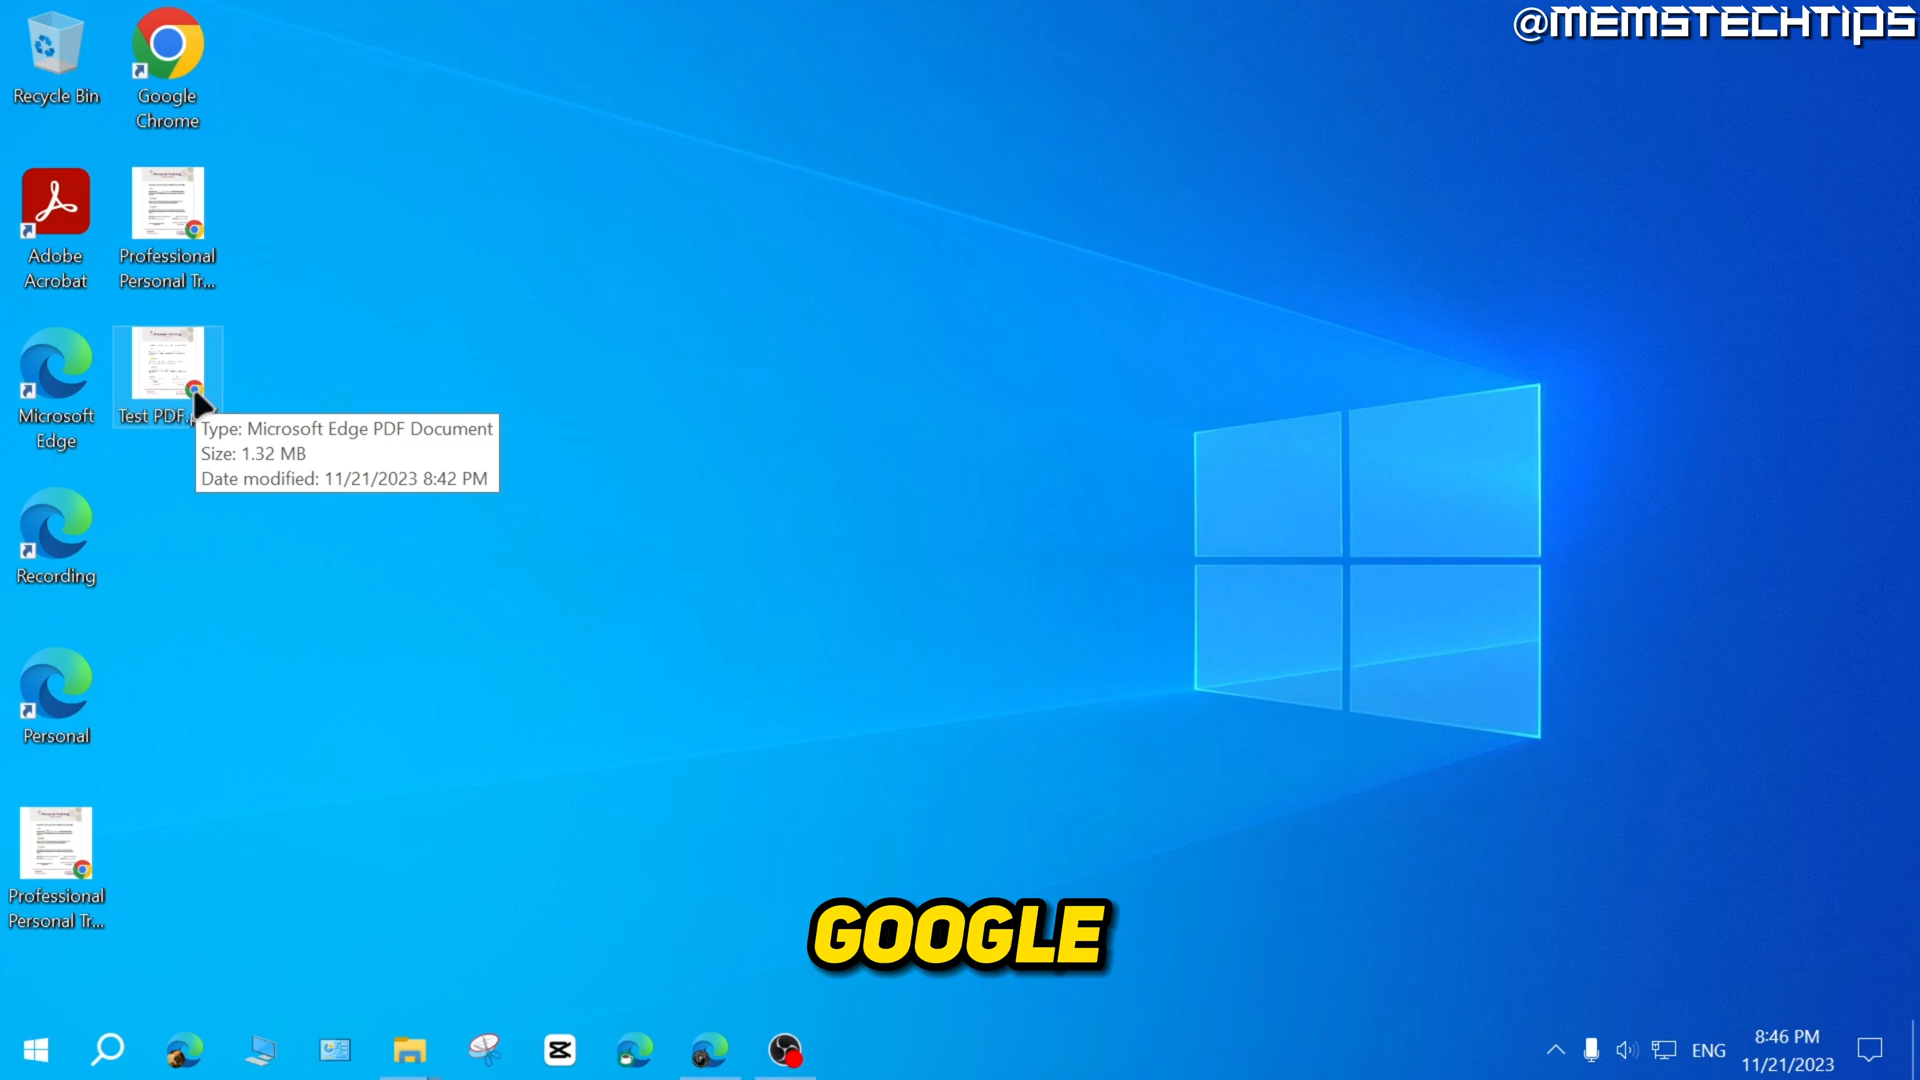 @MEMSTECHTIPS
Recycle Bin
Google
Chrome
Adobe
Acrobat
Professional
Personal Tr...
Microsoft
Edge
Test PDF.
Type: Microsoft Edge PDF Document
Size: 1.32 MB
Date modified: 11/21/2023 8:42 PM
Recording
Personal
Professional
Personal Tr...
GOOGLE
ENG
8:46 PM
11/21/2023